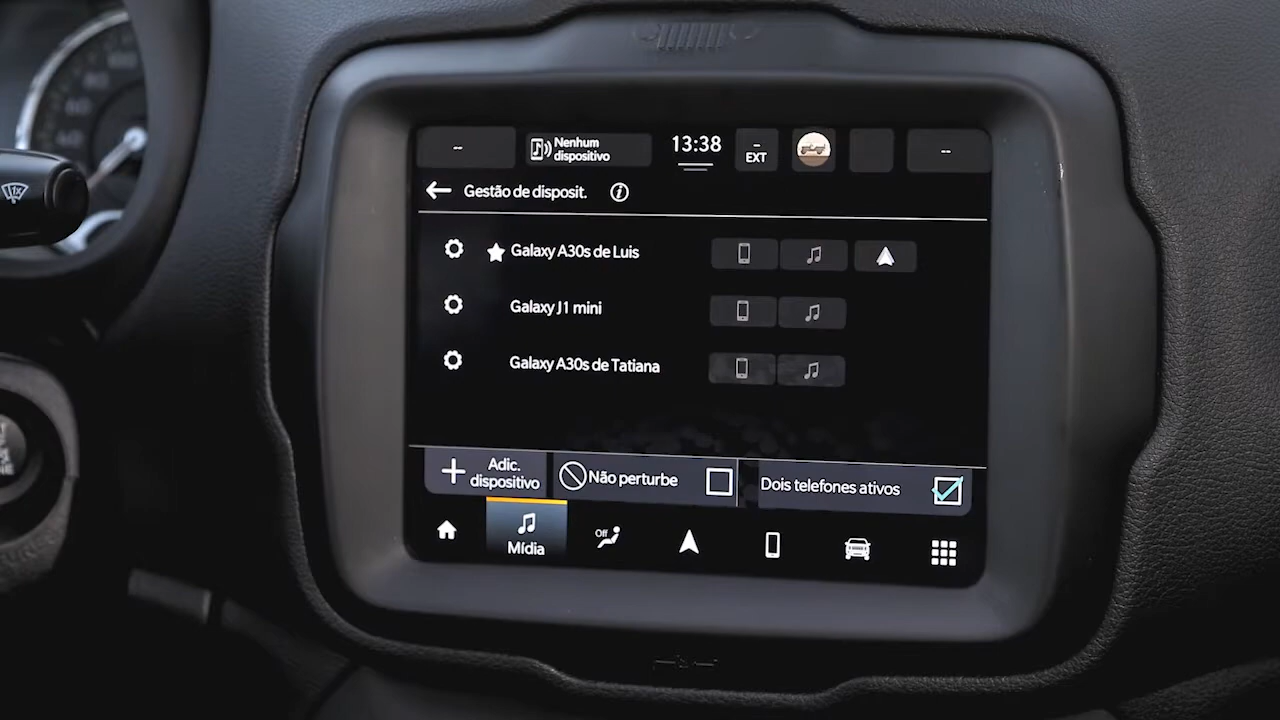 --
Nenhum
dispositivo
13:38
--
EXT
--
Gestão de disposit.
Galaxy A30s de Luis
Galaxy J1 mini
Galaxy A30s de Tatiana
Adic.
dispositivo
Não perturbe
Dois telefones ativos
Mídia
Off
1x